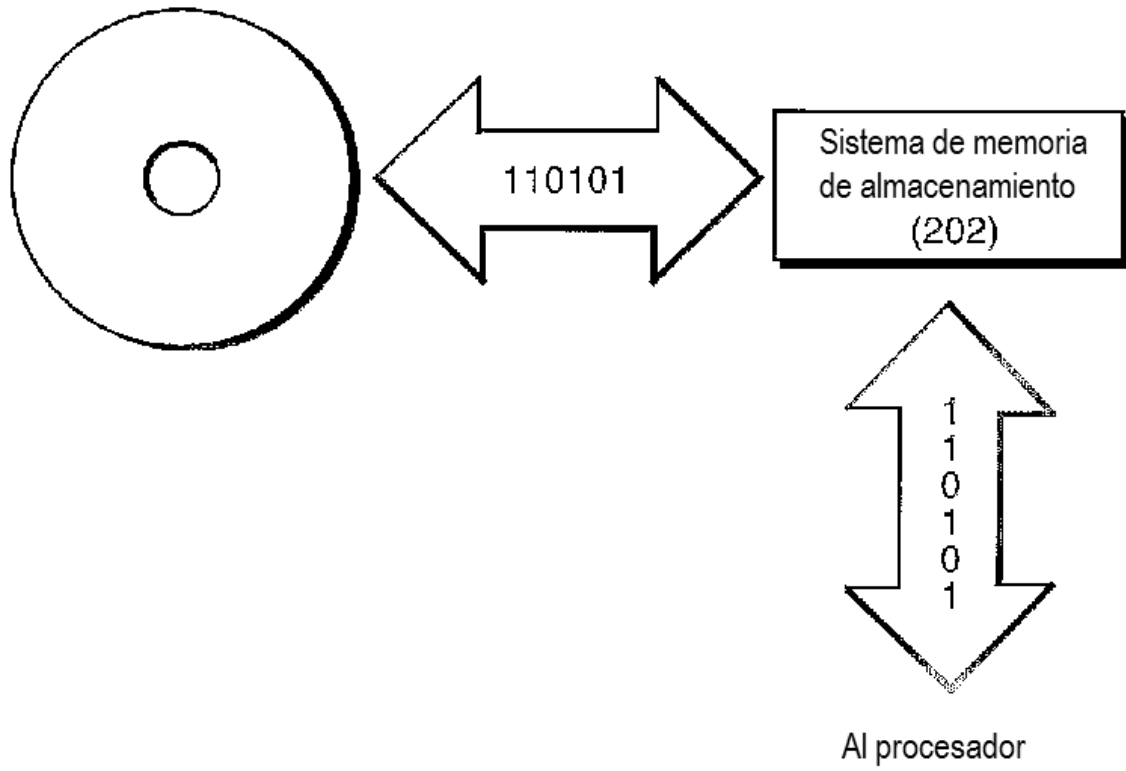 110101
Sistema de memoria
de almacenamiento
(202)
1
1
0
1
0
1
Al procesador